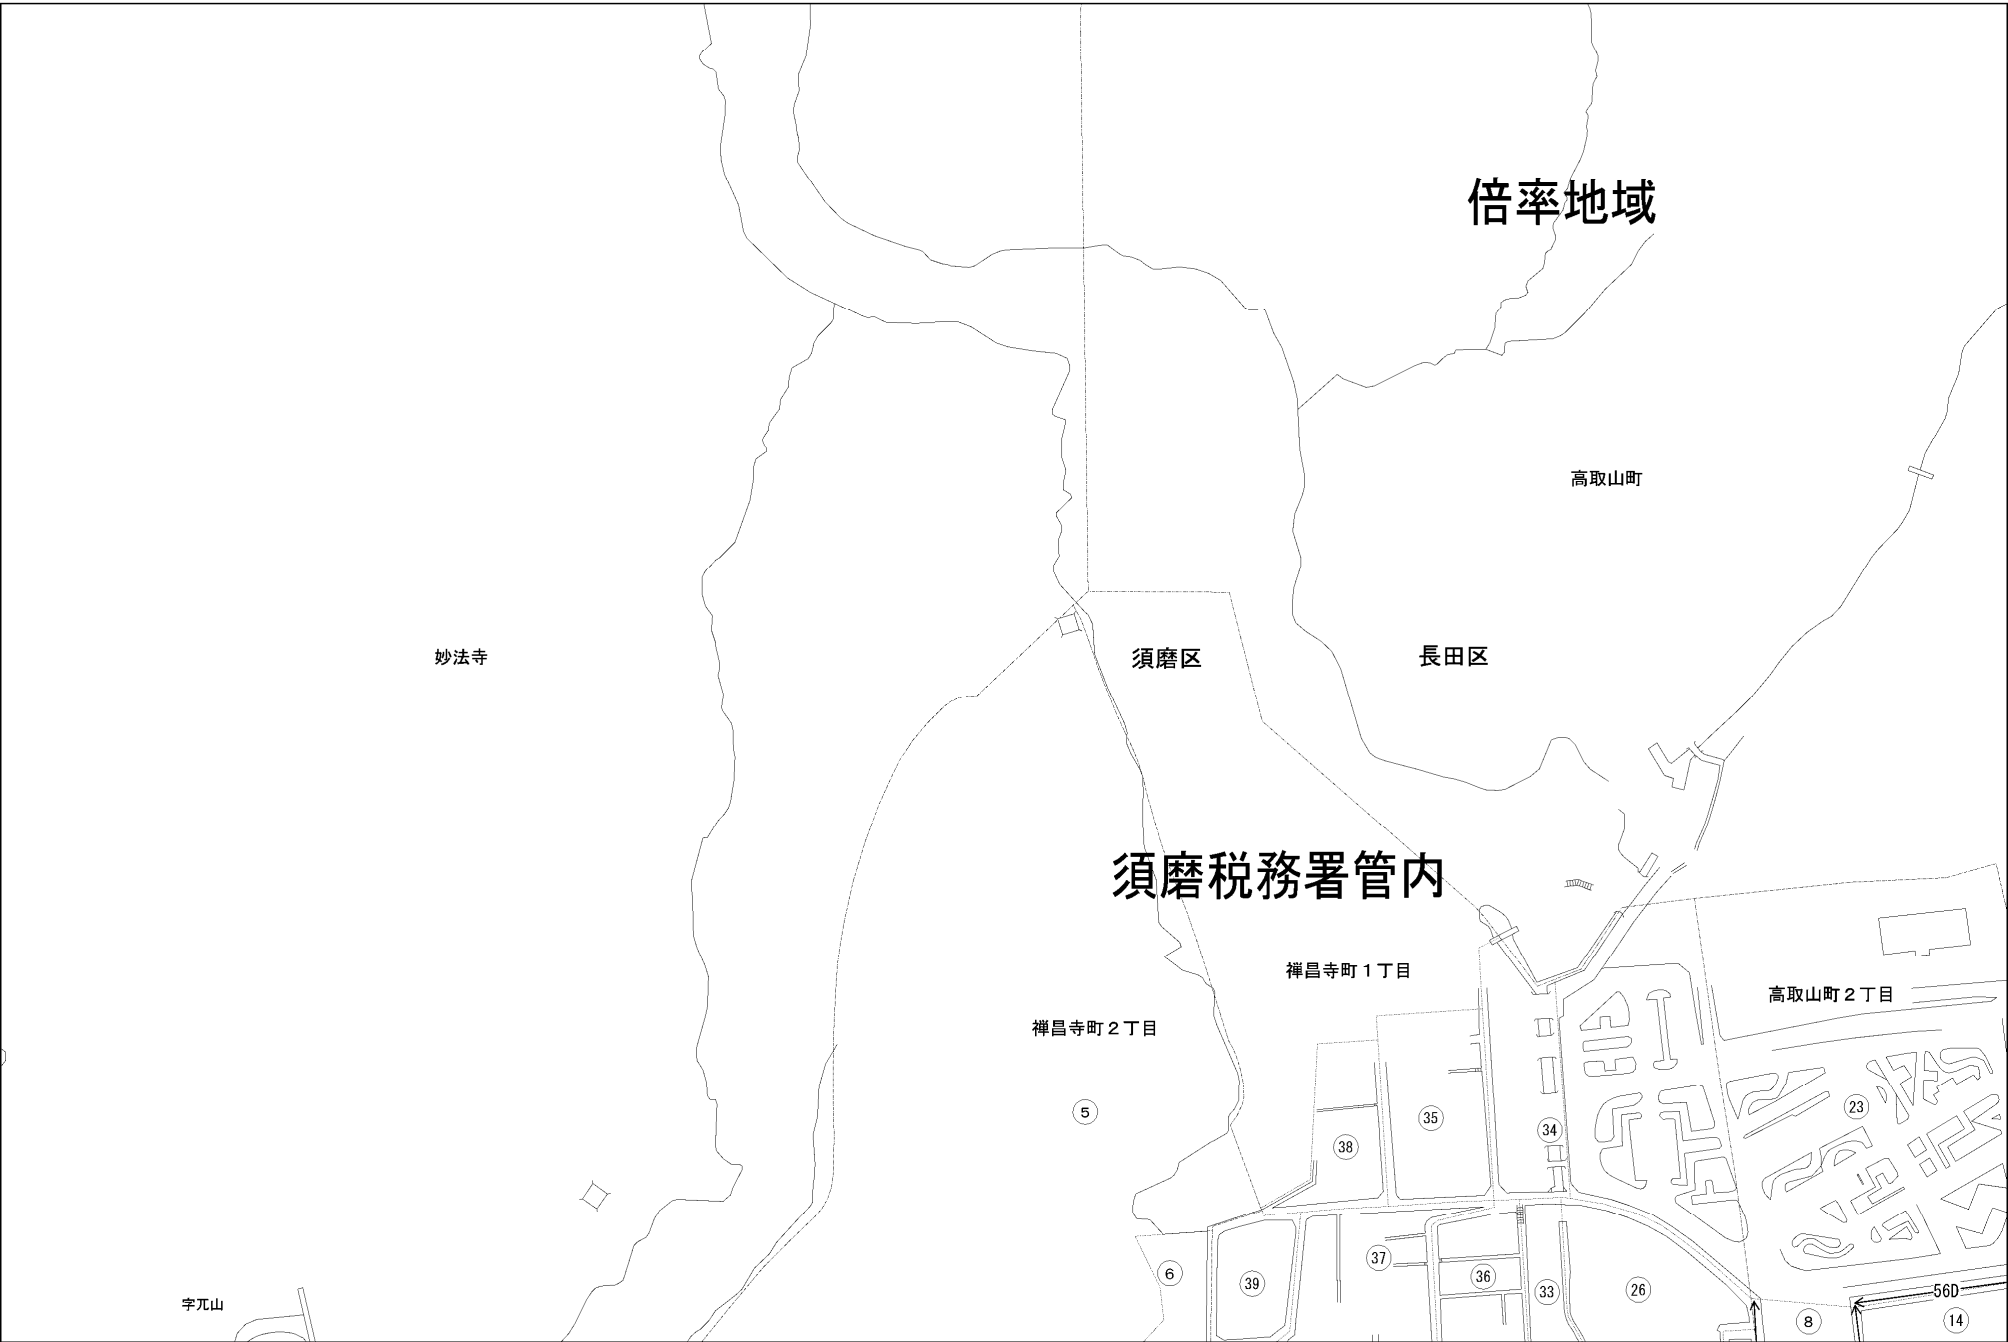 倍率地域
高取山町
妙法寺
須磨区
長田区
須磨税務署管内
禅昌寺町1丁目
高取山町2丁目
禅昌寺町2丁目
5
35
23
34
38
37
6
39
36
33
26
56D
字兀山
8
14